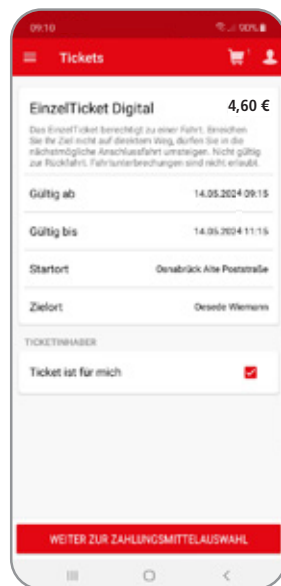 09:10 90%
Tickets 1
EinzelTicket Digital 4,60 €
Das EinzelTicket berechtigt zu einer Fahrt. Erreichen
Sie Ihr Ziel nicht auf direktem Weg, dürfen Sie in die
nächstmögliche Anschlussfahrt umsteigen. Nicht gültig
zur Rückfahrt. Fahrtunterbrechungen sind nicht erlaubt.
Gültig ab 14.05.2024 09:15
Gültig bis 14.05.2024 11:15
Startort Osnabrück Alte Poststraße
Zielort Oesede Wiemann
TICKETINHABER
Ticket ist für mich
WEITER ZUR ZAHLUNGSMITTELAUSWAHL